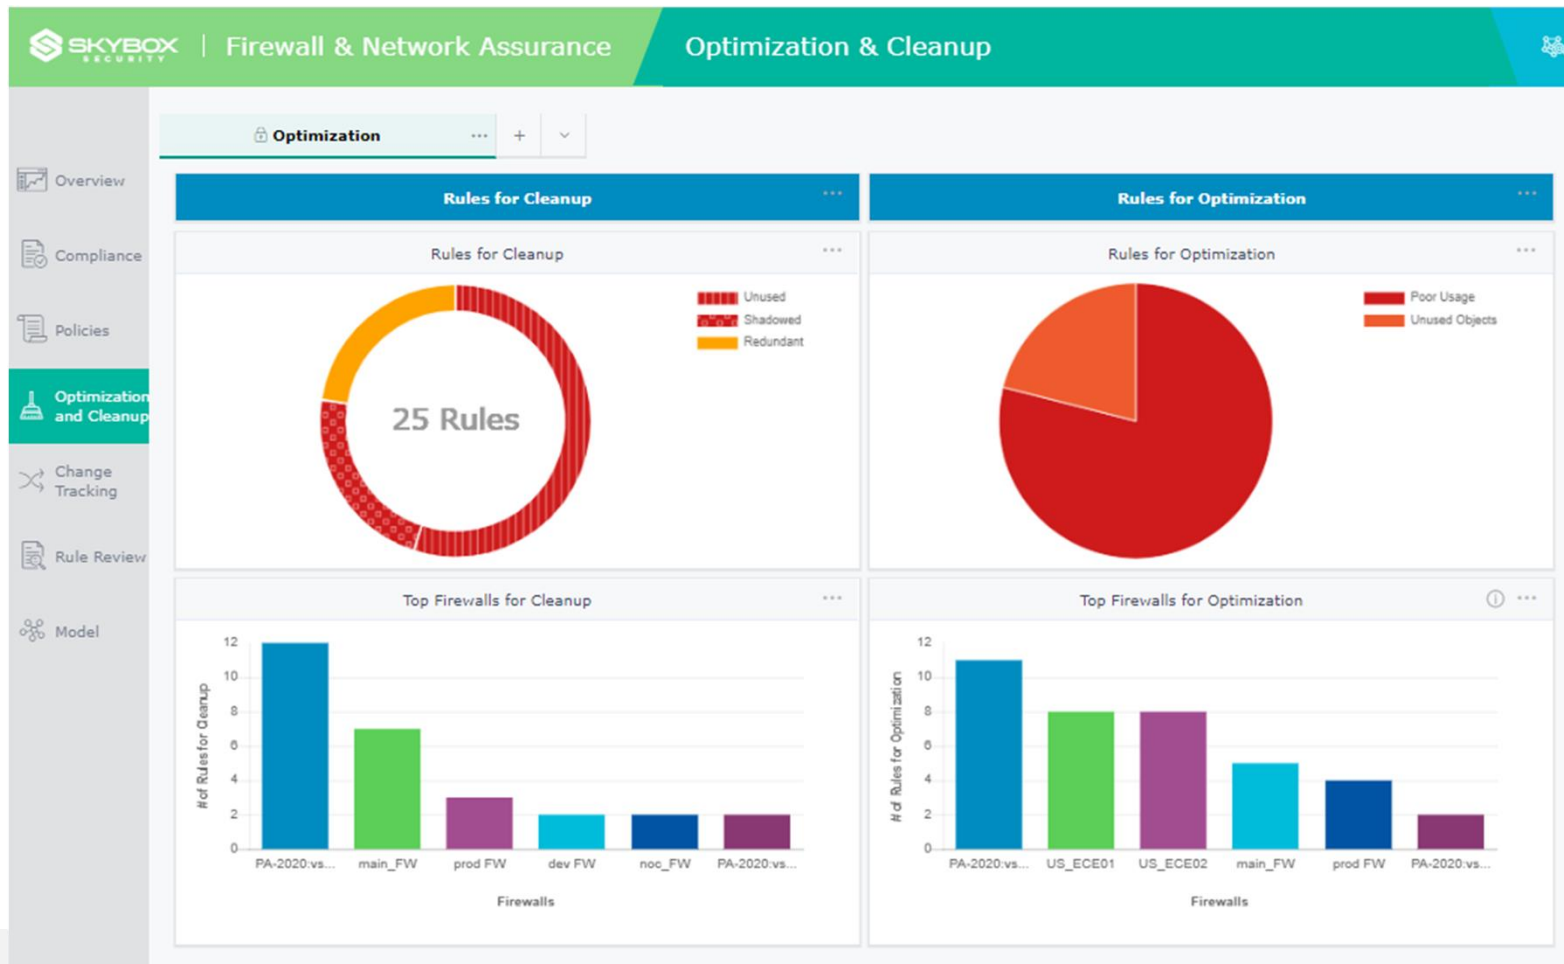 SKYBOX
SECURITY
Firewall & Network Assurance
Optimization & Cleanup
Optimization
Overview
Compliance
Policies
Optimization
and Cleanup
Change
Tracking
Rule Review
Model
Rules for Cleanup
Rules for Cleanup
Unused
Shadowed
Redundant
25 Rules
Rules for Optimization
Rules for Optimization
Poor Usage
Unused Objects
Top Firewalls for Cleanup
# of Rules for Cleanup
12
10
8
6
4
2
0
PA-2020:vs... main_FW prod FW dev FW noc_FW PA-2020:vs...
Firewalls
Top Firewalls for Optimization
# of Rules for Optimization
12
10
8
6
4
2
0
PA-2020:vs... US_ECE01 US_ECE02 main_FW prod FW PA-2020:vs...
Firewalls